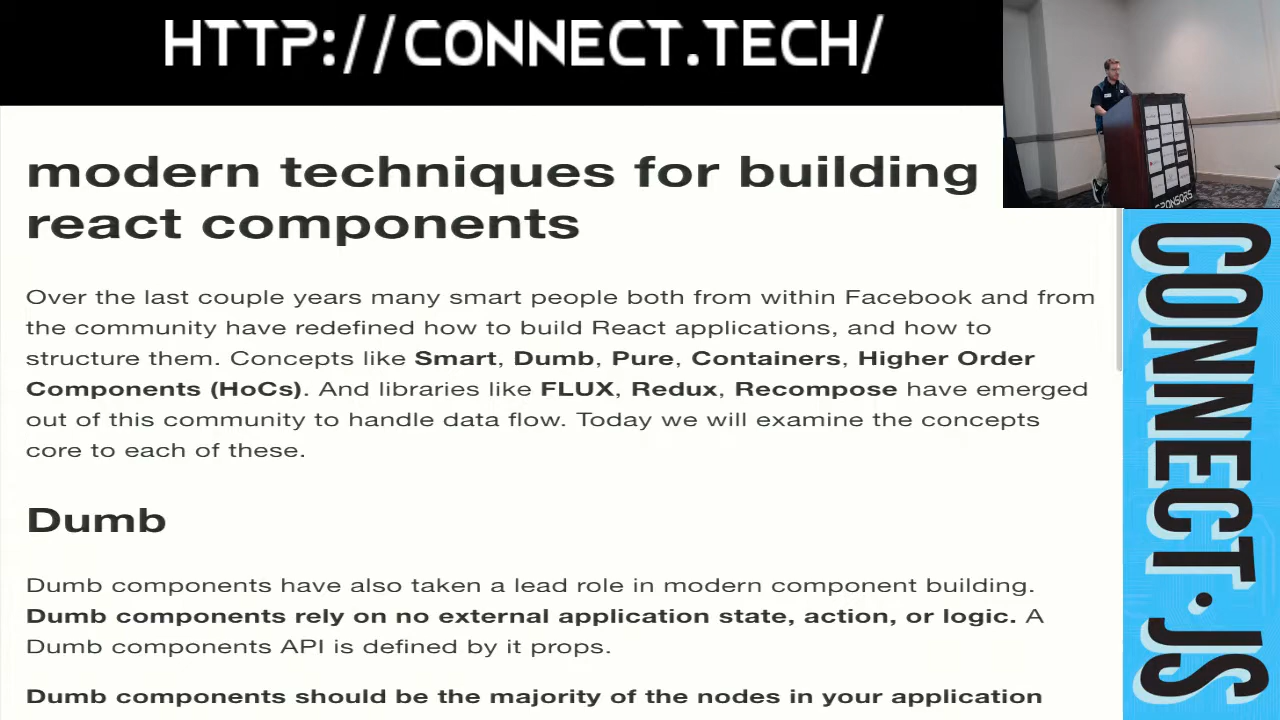 HTTP://CONNECT.TECH/
modern techniques for building
react components
Over the last couple years many smart people both from within Facebook and from
the community have redefined how to build React applications, and how to
structure them. Concepts like Smart, Dumb, Pure, Containers, Higher Order
Components (HoCs). And libraries like FLUX, Redux, Recompose have emerged
out of this community to handle data flow. Today we will examine the concepts
core to each of these.
Dumb
Dumb components have also taken a lead role in modern component building.
Dumb components rely on no external application state, action, or logic. A
Dumb components API is defined by it props.
Dumb components should be the majority of the nodes in your application
SPONSORS
CONNECT.JS